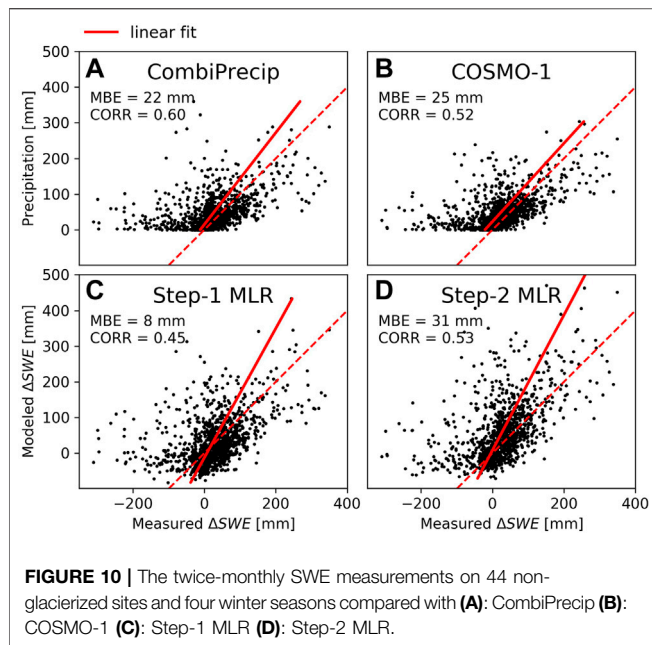 linear fit
A
CombiPrecip
MBE = 22 mm
CORR = 0.60
500
400
300
200
100
0
Precipitation [mm]
B
COSMO-1
MBE = 25 mm
CORR = 0.52
C
Step-1 MLR
MBE = 8 mm
CORR = 0.45
500
400
300
200
100
0
Modeled ΔSWE [mm]
−200
0
200
400
Measured ΔSWE [mm]
D
Step-2 MLR
MBE = 31 mm
CORR = 0.53
−200
0
200
400
Measured ΔSWE [mm]
FIGURE 10 | The twice-monthly SWE measurements on 44 non-
glacierized sites and four winter seasons compared with (A): CombiPrecip (B):
COSMO-1 (C): Step-1 MLR (D): Step-2 MLR.